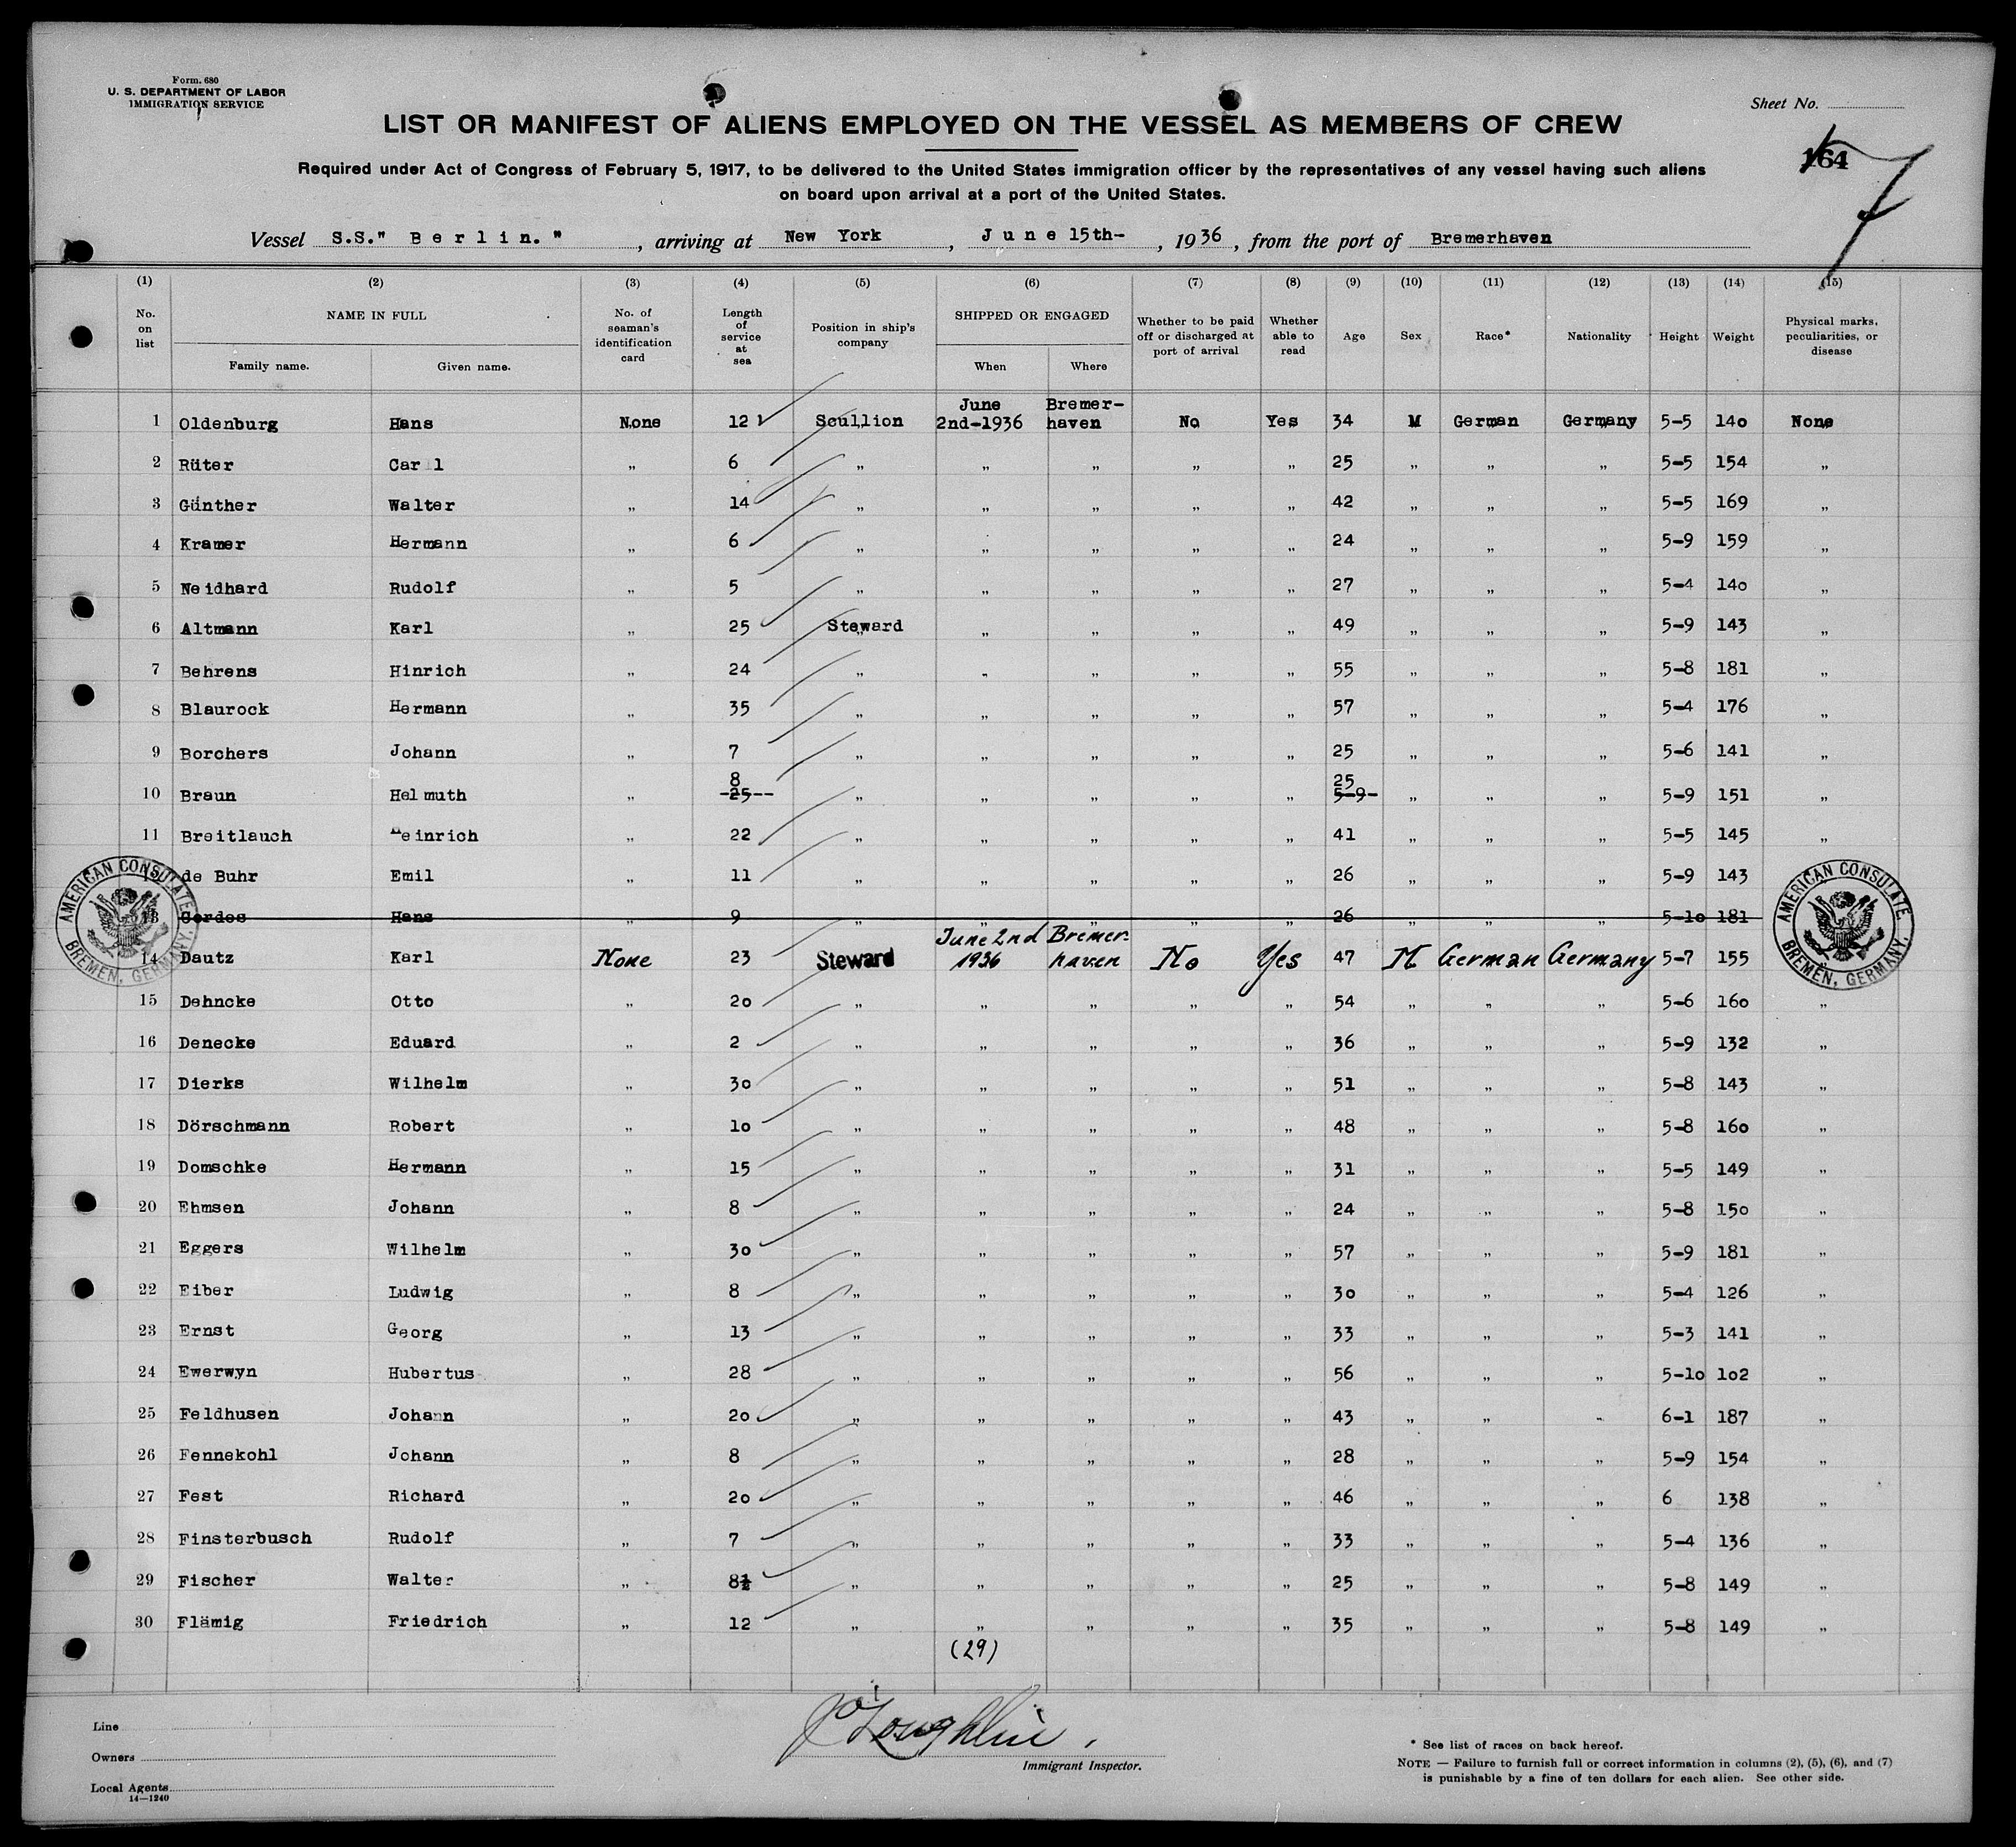 Form. 680
U. S. DEPARTMENT OF LABOR
IMMIGRATION SERVICE
Sheet No.
LIST OR MANIFEST OF ALIENS EMPLOYED ON THE VESSEL AS MEMBERS OF CREW
164
7
Required under Act of Congress of February 5, 1917, to be delivered to the United States immigration officer by the representatives of any vessel having such aliens
on board upon arrival at a port of the United States.
Vessel S.S." Berlin. " , arriving at New York , June 15th- , 1936 , from the port of Bremerhaven
(1) (2) (3) (4) (5) (6) (7) (8) (9) (10) (11) (12) (13) (14) (15)
No. on list NAME IN FULL Family name. Given name. No. of seaman's identification card Length of service at sea Position in ship's company SHIPPED OR ENGAGED When Where Whether to be paid off or discharged at port of arrival Whether able to read Age Sex Race* Nationality Height Weight Physical marks, peculiarities, or disease
1 Oldenburg Hans None 12 Scullion June 2nd-1936 Bremer-haven No Yes 34 M German Germany 5-5 140 None
2 Rüter Carl „ 6 „ „ „ „ „ 25 „ „ „ 5-5 154 „
3 Günther Walter „ 14 „ „ „ „ „ 42 „ „ „ 5-5 169 „
4 Kramer Hermann „ 6 „ „ „ „ „ 24 „ „ „ 5-9 159 „
5 Neidhard Rudolf „ 5 „ „ „ „ „ 27 „ „ „ 5-4 140 „
6 Altmann Karl „ 25 Steward „ „ „ „ 49 „ „ „ 5-9 143 „
7 Behrens Hinrich „ 24 „ „ „ „ „ 55 „ „ „ 5-8 181 „
8 Blaurock Hermann „ 35 „ „ „ „ „ 57 „ „ „ 5-4 176 „
9 Borchers Johann „ 7 „ „ „ „ „ 25 „ „ „ 5-6 141 „
10 Braun Helmuth „ 8 -25-- „ „ „ „ „ 25 5-9- „ „ „ 5-9 151 „
11 Breitlauch Heinrich „ 22 „ „ „ „ „ 41 „ „ „ 5-5 145 „
12 de Buhr Emil „ 11 „ „ „ „ „ 26 „ „ „ 5-9 143 „
13 Gerdes Hans „ 9 „ „ „ „ „ 26 „ „ „ 5-10 181
14 Dautz Karl None 23 Steward June 2nd 1936 Bremer-haven No Yes 47 M German Germany 5-7 155 „
15 Dehncke Otto „ 20 „ „ „ „ „ 54 „ „ „ 5-6 160 „
16 Denecke Eduard „ 2 „ „ „ „ „ 36 „ „ „ 5-9 132 „
17 Dierks Wilhelm „ 30 „ „ „ „ „ 51 „ „ „ 5-8 143 „
18 Dörschmann Robert „ 10 „ „ „ „ „ 48 „ „ „ 5-8 160 „
19 Domschke Hermann „ 15 „ „ „ „ „ 31 „ „ „ 5-5 149 „
20 Ehmsen Johann „ 8 „ „ „ „ „ 24 „ „ „ 5-8 150 „
21 Eggers Wilhelm „ 30 „ „ „ „ „ 57 „ „ „ 5-9 181 „
22 Eiber Ludwig „ 8 „ „ „ „ „ 30 „ „ „ 5-4 126 „
23 Ernst Georg „ 13 „ „ „ „ „ 33 „ „ „ 5-3 141 „
24 Ewerwyn Hubertus „ 28 „ „ „ „ „ 56 „ „ „ 5-10 102 „
25 Feldhusen Johann „ 20 „ „ „ „ „ 43 „ „ „ 6-1 187 „
26 Fennekohl Johann „ 8 „ „ „ „ „ 28 „ „ „ 5-9 154 „
27 Fest Richard „ 20 „ „ „ „ „ 46 „ „ „ 6 138 „
28 Finsterbusch Rudolf „ 7 „ „ „ „ „ 33 „ „ „ 5-4 136 „
29 Fischer Walter „ 8½ „ „ „ „ „ 25 „ „ „ 5-8 149 „
30 Flämig Friedrich „ 12 „ „ „ „ „ 35 „ „ „ 5-8 149 „
(29)
AMERICAN CONSULATE
BREMEN, GERMANY.
AMERICAN CONSULATE
BREMEN, GERMANY.
Line
Owners
Local Agents
14—1240
O'Loughlin
Immigrant Inspector.
* See list of races on back hereof.
NOTE — Failure to furnish full or correct information in columns (2), (5), (6), and (7)
is punishable by a fine of ten dollars for each alien. See other side.